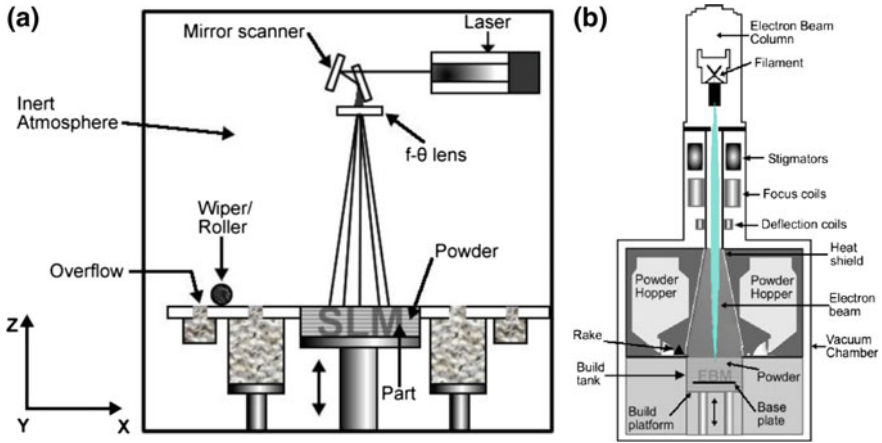 (a)
Mirror scanner
Laser
Inert
Atmosphere
f-θ lens
Wiper/
Roller
Powder
Overflow
SLM
Part
Z
Y
X
(b)
Electron Beam
Column
Filament
Stigmators
Focus coils
Deflection coils
Heat
shield
Powder
Hopper
Powder
Hopper
Electron
beam
Vacuum
Chamber
Rake
Build
tank
EBM
Powder
Build
platform
Base
plate